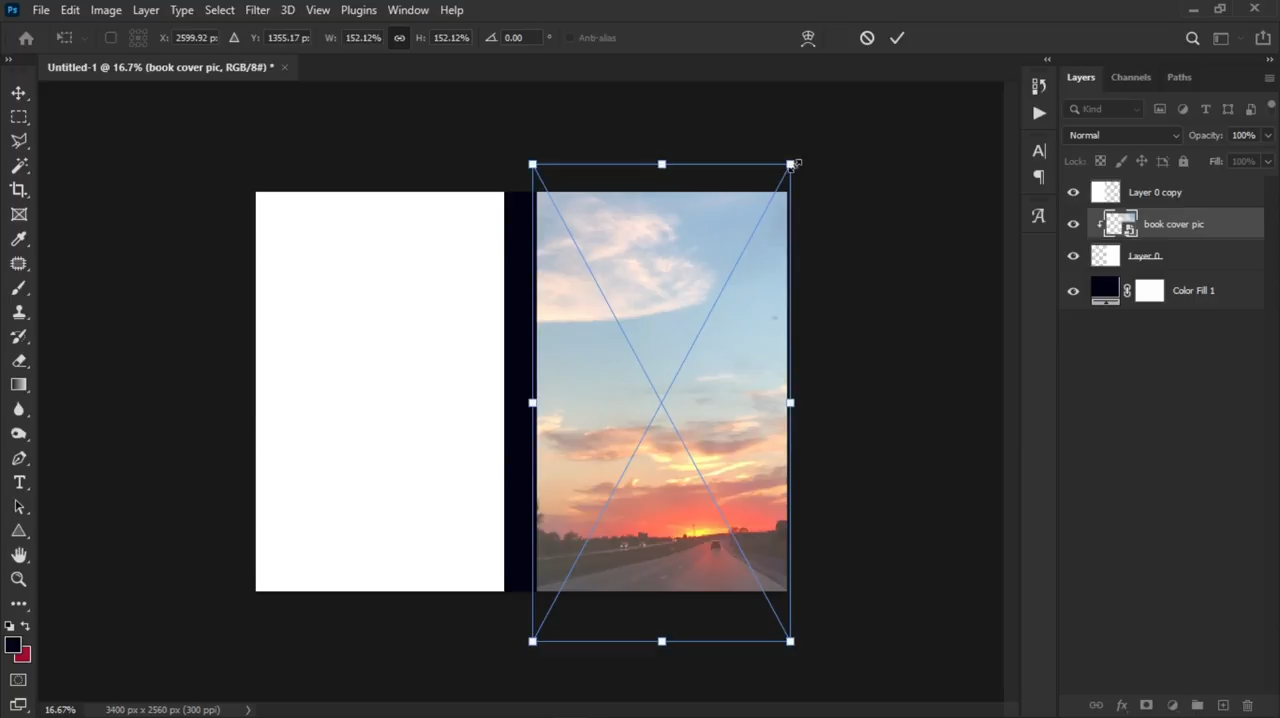 Ps File Edit Image Layer Type Select Filter 3D View Plugins Window Help
X: 2599.92 p: Y: 1355.17 p: W: 152.12% H: 152.12% 0.00 ° Anti-alias
Untitled-1 @ 16.7% (book cover pic, RGB/8#) *
Layers Channels Paths
Kind
Normal Opacity: 100%
Lock: Fill: 100%
Layer 0 copy
book cover pic
Layer 0
Color Fill 1
16.67% 3400 px x 2560 px (300 ppi)